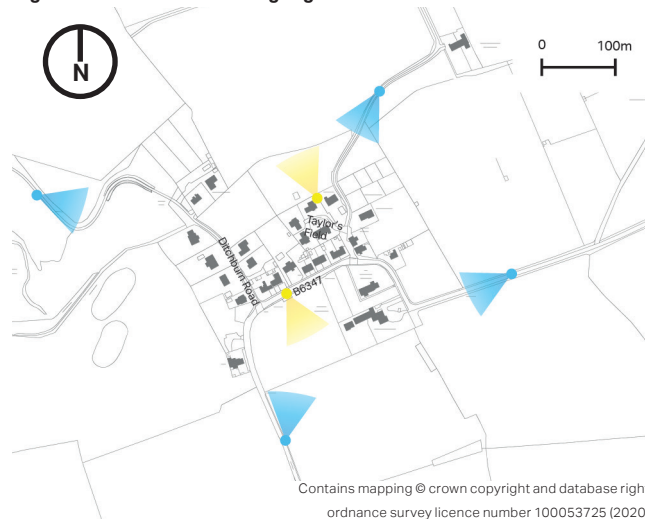 N
0 100m
Taylor's
Field
Ditchburn Road
B6347
Contains mapping © crown copyright and database righ
ordnance survey licence number 100053725 (2020